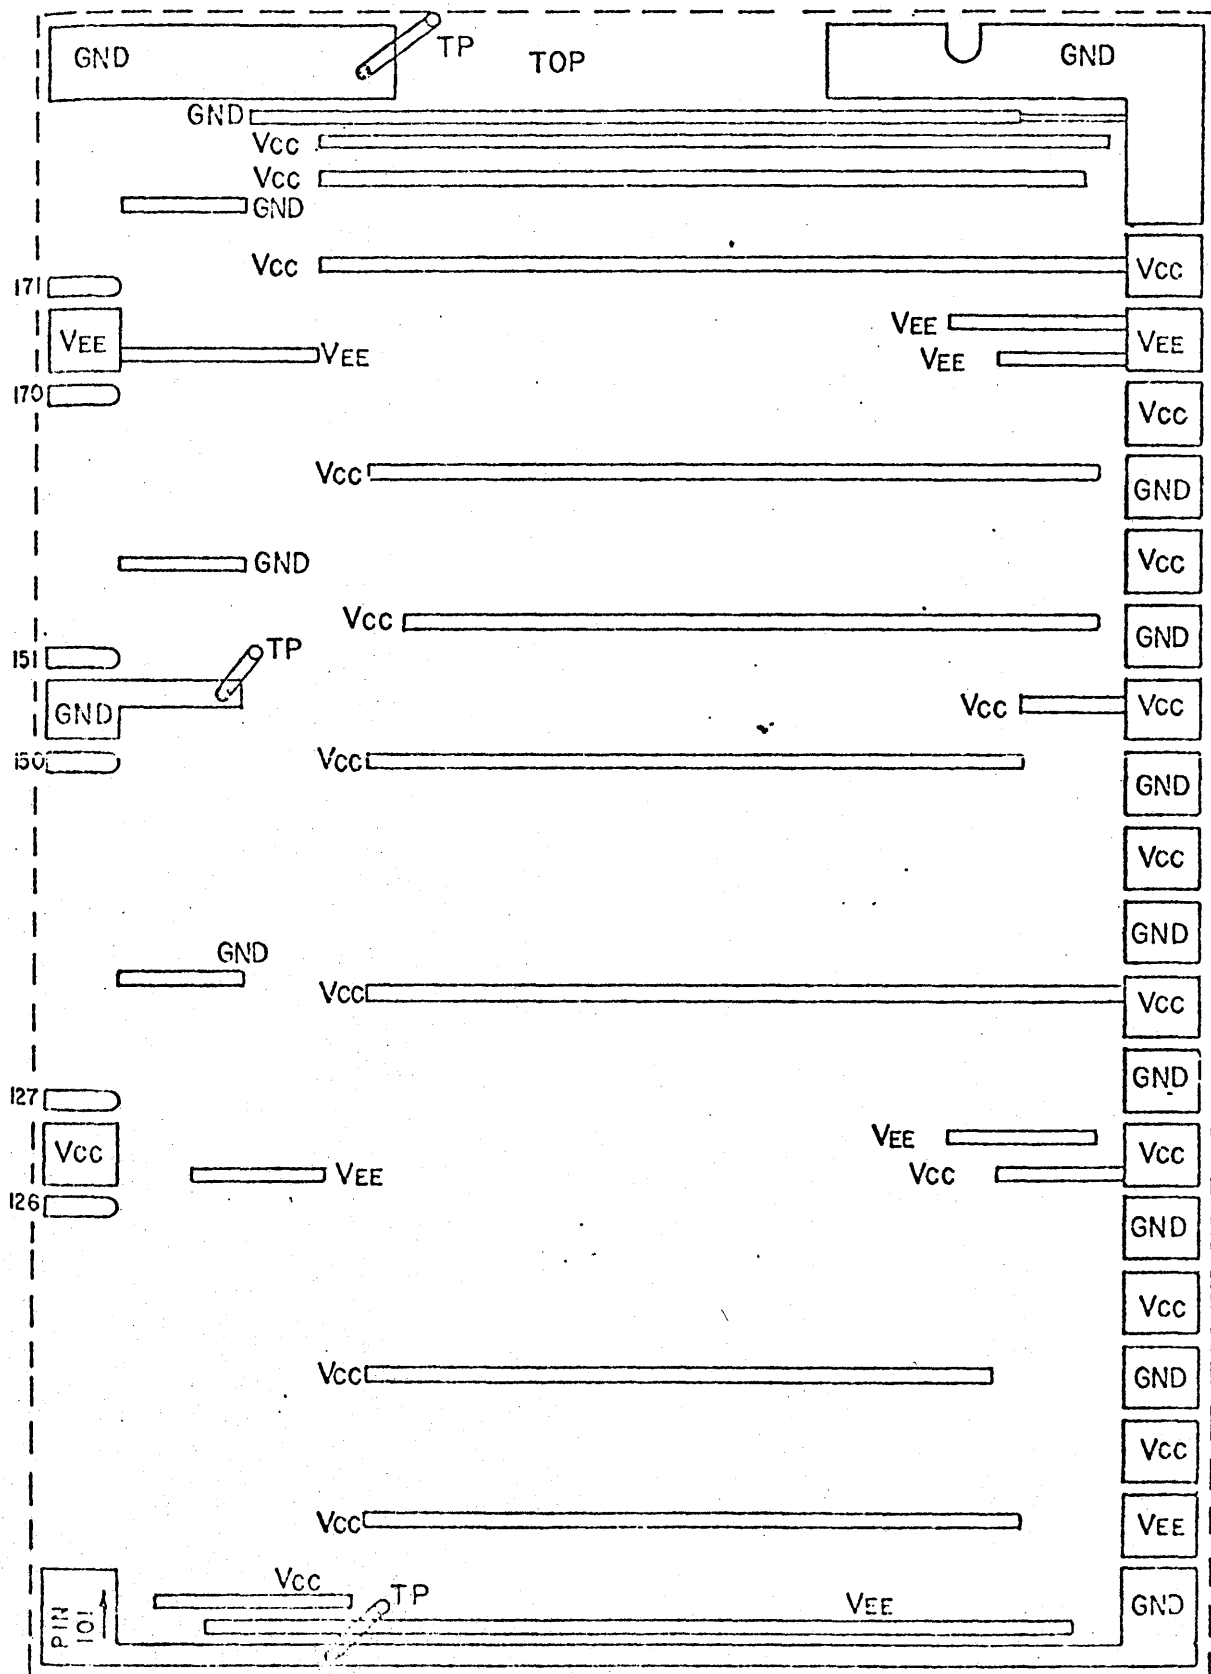 GND
TP
TOP
GND
GND
VCC
VCC
GND
VCC
VCC
171
VEE
VEE
VEE
VEE
VEE
170
VCC
VCC
GND
GND
VCC
VCC
GND
151
TP
GND
VCC
VCC
150
VCC
GND
VCC
GND
GND
VCC
VCC
GND
127
VCC
VEE
VCC
VEE
VCC
126
GND
VCC
VCC
GND
VCC
VCC
VEE
PIN 101
VCC
TP
VEE
GND